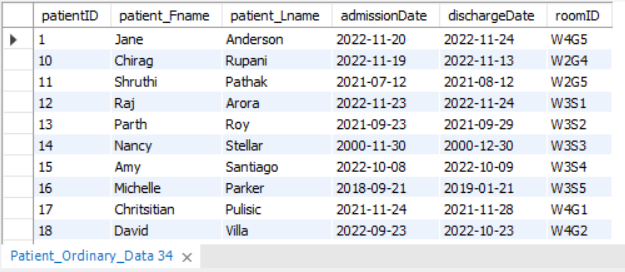 patientID patient_Fname patient_Lname admissionDate dischargeDate roomID
1 Jane Anderson 2022-11-20 2022-11-24 W4G5
10 Chirag Rupani 2022-11-19 2022-11-13 W2G4
11 Shruthi Pathak 2021-07-12 2021-08-12 W2G5
12 Raj Arora 2022-11-23 2022-11-24 W3S1
13 Parth Roy 2021-09-23 2021-09-29 W3S2
14 Nancy Stellar 2000-11-30 2000-12-30 W3S3
15 Amy Santiago 2022-10-08 2022-10-09 W3S4
16 Michelle Parker 2018-09-21 2019-01-21 W3S5
17 Chritsitian Pulisic 2021-11-24 2021-11-28 W4G1
18 David Villa 2022-09-23 2022-10-23 W4G2
Patient_Ordinary_Data 34